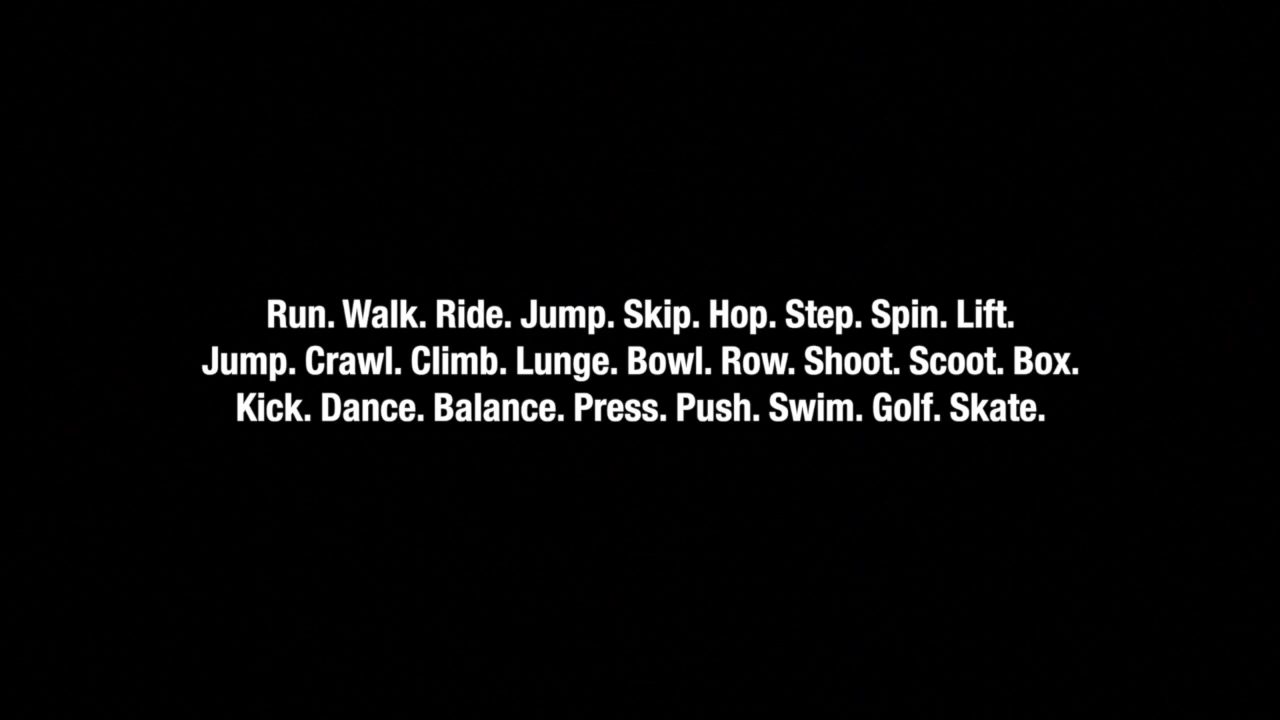 Run. Walk. Ride. Jump. Skip. Hop. Step. Spin. Lift.
Jump. Crawl. Climb. Lunge. Bowl. Row. Shoot. Scoot. Box.
Kick. Dance. Balance. Press. Push. Swim. Golf. Skate.